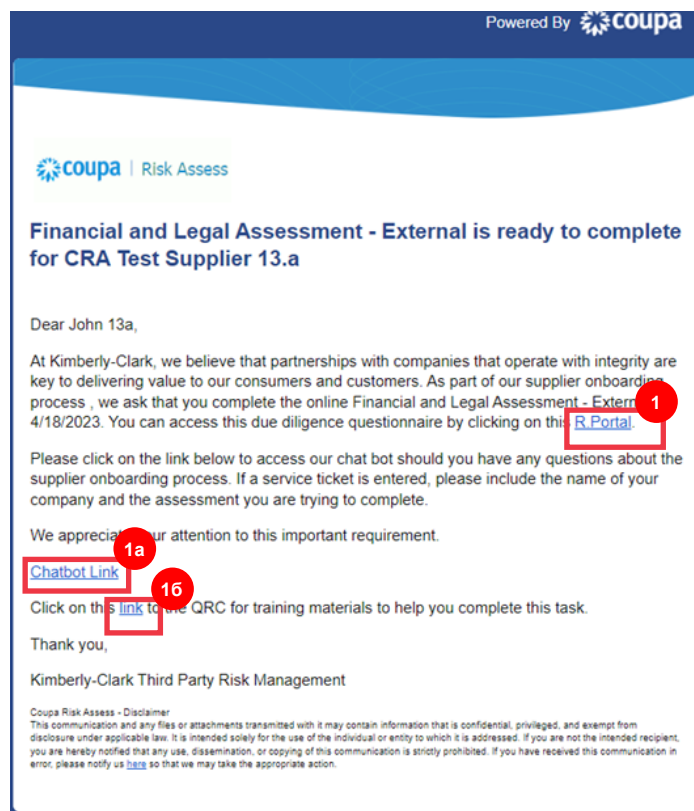 Powered By coupa
coupa | Risk Assess
Financial and Legal Assessment - External is ready to complete
for CRA Test Supplier 13.a
Dear John 13a,
At Kimberly-Clark, we believe that partnerships with companies that operate with integrity are
key to delivering value to our consumers and customers. As part of our supplier onboarding
process , we ask that you complete the online Financial and Legal Assessment - Extern
1
4/18/2023. You can access this due diligence questionnaire by clicking on this R Portal.
Please click on the link below to access our chat bot should you have any questions about the
supplier onboarding process. If a service ticket is entered, please include the name of your
company and the assessment you are trying to complete.
We appreciat ur attention to this important requirement.
1a
Chatbot Link
1б
Click on this link to the QRC for training materials to help you complete this task.
Thank you,
Kimberly-Clark Third Party Risk Management
Coupa Risk Assess - Disclaimer
This communication and any files or attachments transmitted with it may contain information that is confidential, privileged, and exempt from
disclosure under applicable law. It is intended solely for the use of the individual or entity to which it is addressed. If you are not the intended recipient,
you are hereby notified that any use, dissemination, or copying of this communication is strictly prohibited. If you have received this communication in
error, please notify us here so that we may take the appropriate action.